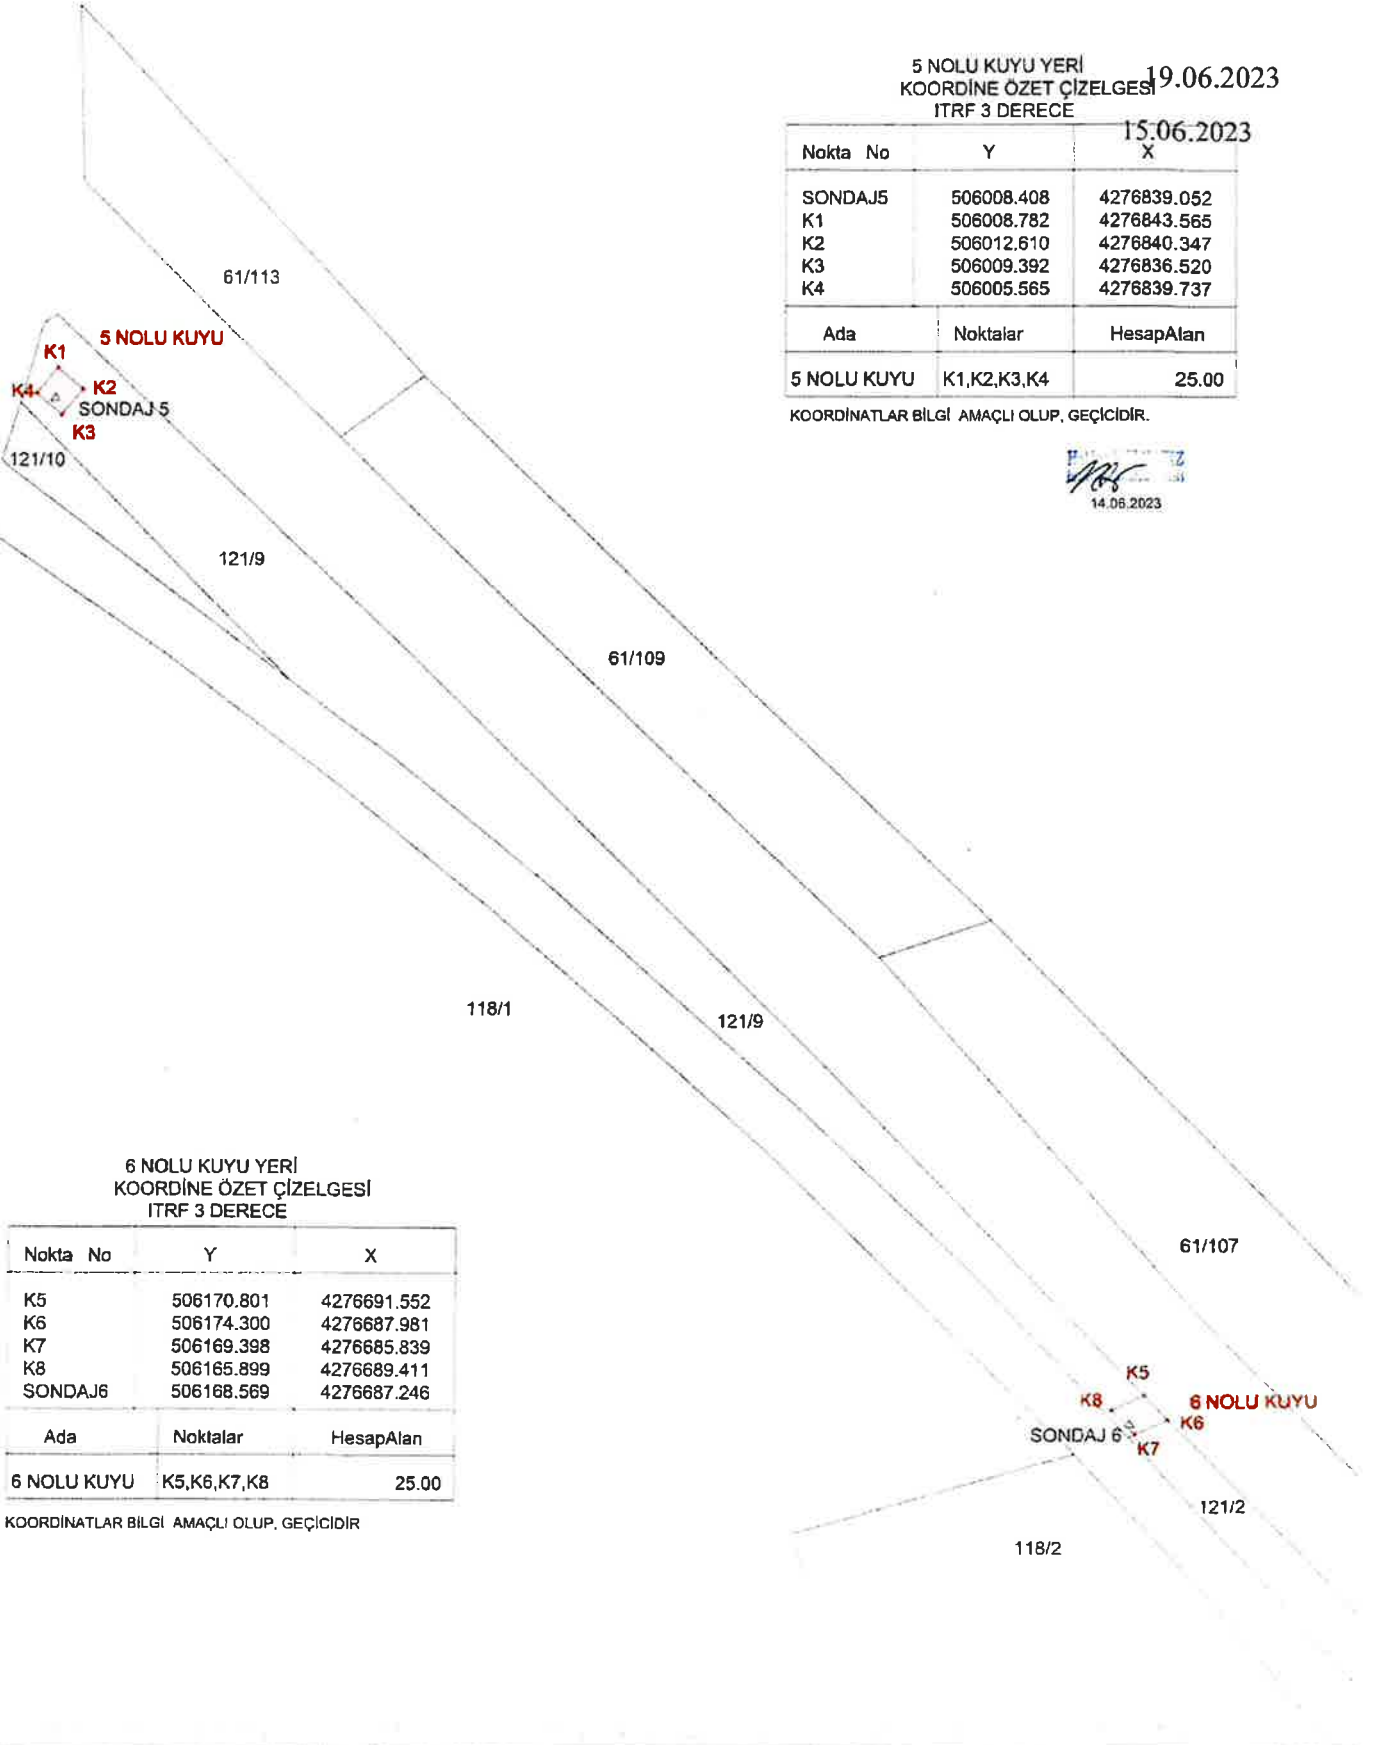 5 NOLU KUYU YERİ
KOORDİNE ÖZET ÇİZELGESİ
ITRF 3 DERECE
19.06.2023
15.06.2023
Nokta No Y X
SONDAJ5 506008.408 4276839.052
K1 506008.782 4276843.565
K2 506012.610 4276840.347
K3 506009.392 4276836.520
K4 506005.565 4276839.737
Ada Noktalar HesapAlan
5 NOLU KUYU K1,K2,K3,K4 25.00
KOORDİNATLAR BİLGİ AMAÇLI OLUP, GEÇİCİDİR.
14.06.2023
61/113
5 NOLU KUYU
K1
K4
K2
SONDAJ 5
K3
121/10
121/9
61/109
118/1
121/9
61/107
6 NOLU KUYU YERİ
KOORDİNE ÖZET ÇİZELGESİ
ITRF 3 DERECE
Nokta No Y X
K5 506170.801 4276691.552
K6 506174.300 4276687.981
K7 506169.398 4276685.839
K8 506165.899 4276689.411
SONDAJ6 506168.569 4276687.246
Ada Noktalar HesapAlan
6 NOLU KUYU K5,K6,K7,K8 25.00
KOORDİNATLAR BİLGİ AMAÇLI OLUP, GEÇİCİDİR
K5
K8
6 NOLU KUYU
K6
SONDAJ 6
K7
121/2
118/2